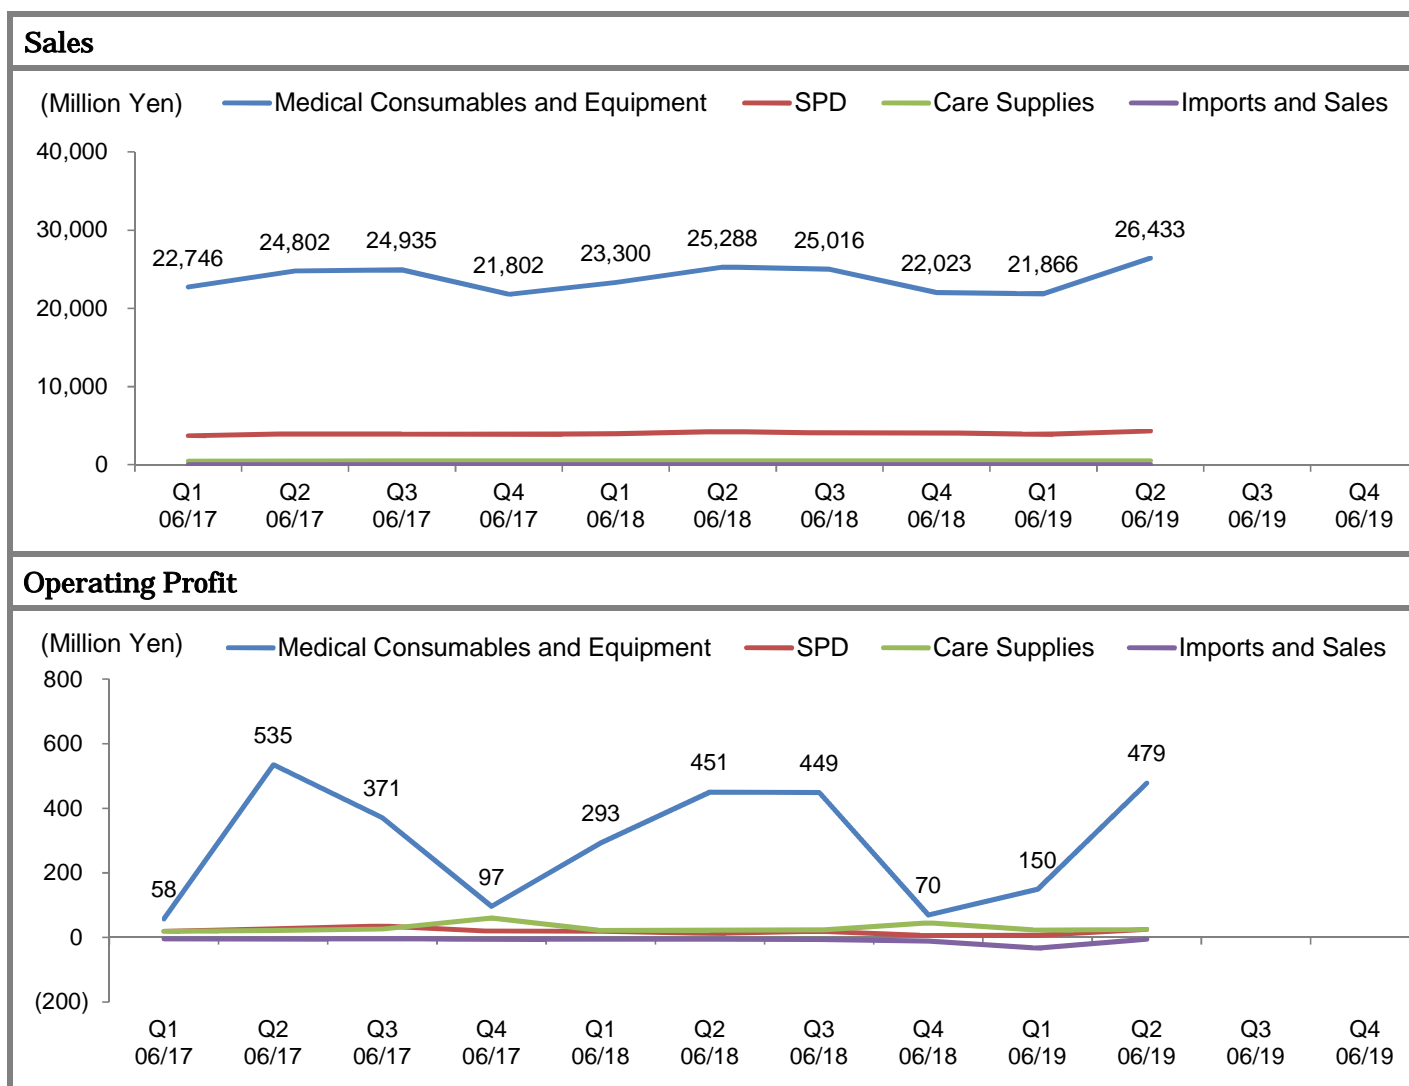 Sales
(Million Yen) Medical Consumables and Equipment SPD Care Supplies Imports and Sales
40,000
30,000
20,000
10,000
0
22,746 24,802 24,935 21,802 23,300 25,288 25,016 22,023 21,866 26,433
Q1 Q2 Q3 Q4 Q1 Q2 Q3 Q4 Q1 Q2 Q3 Q4
06/17 06/17 06/17 06/17 06/18 06/18 06/18 06/18 06/19 06/19 06/19 06/19
Operating Profit
(Million Yen) Medical Consumables and Equipment SPD Care Supplies Imports and Sales
800
600
400
200
0
(200)
58 535 371 97 293 451 449 70 150 479
Q1 Q2 Q3 Q4 Q1 Q2 Q3 Q4 Q1 Q2 Q3 Q4
06/17 06/17 06/17 06/17 06/18 06/18 06/18 06/18 06/19 06/19 06/19 06/19